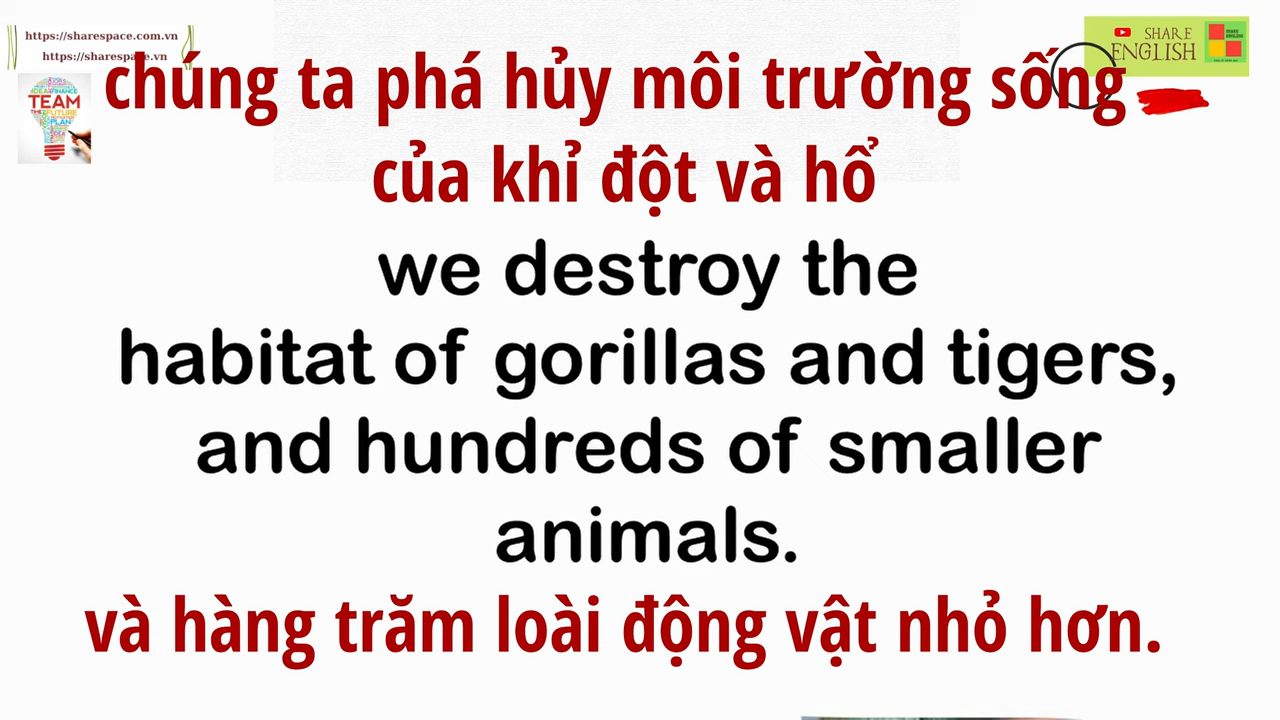 https://sharespace.com.vn
https://sharespace.vn
SHARE
ENGLISH
TEAM
chúng ta phá hủy môi trường sống
của khỉ đột và hổ
we destroy the
habitat of gorillas and tigers,
and hundreds of smaller
animals.
và hàng trăm loài động vật nhỏ hơn.